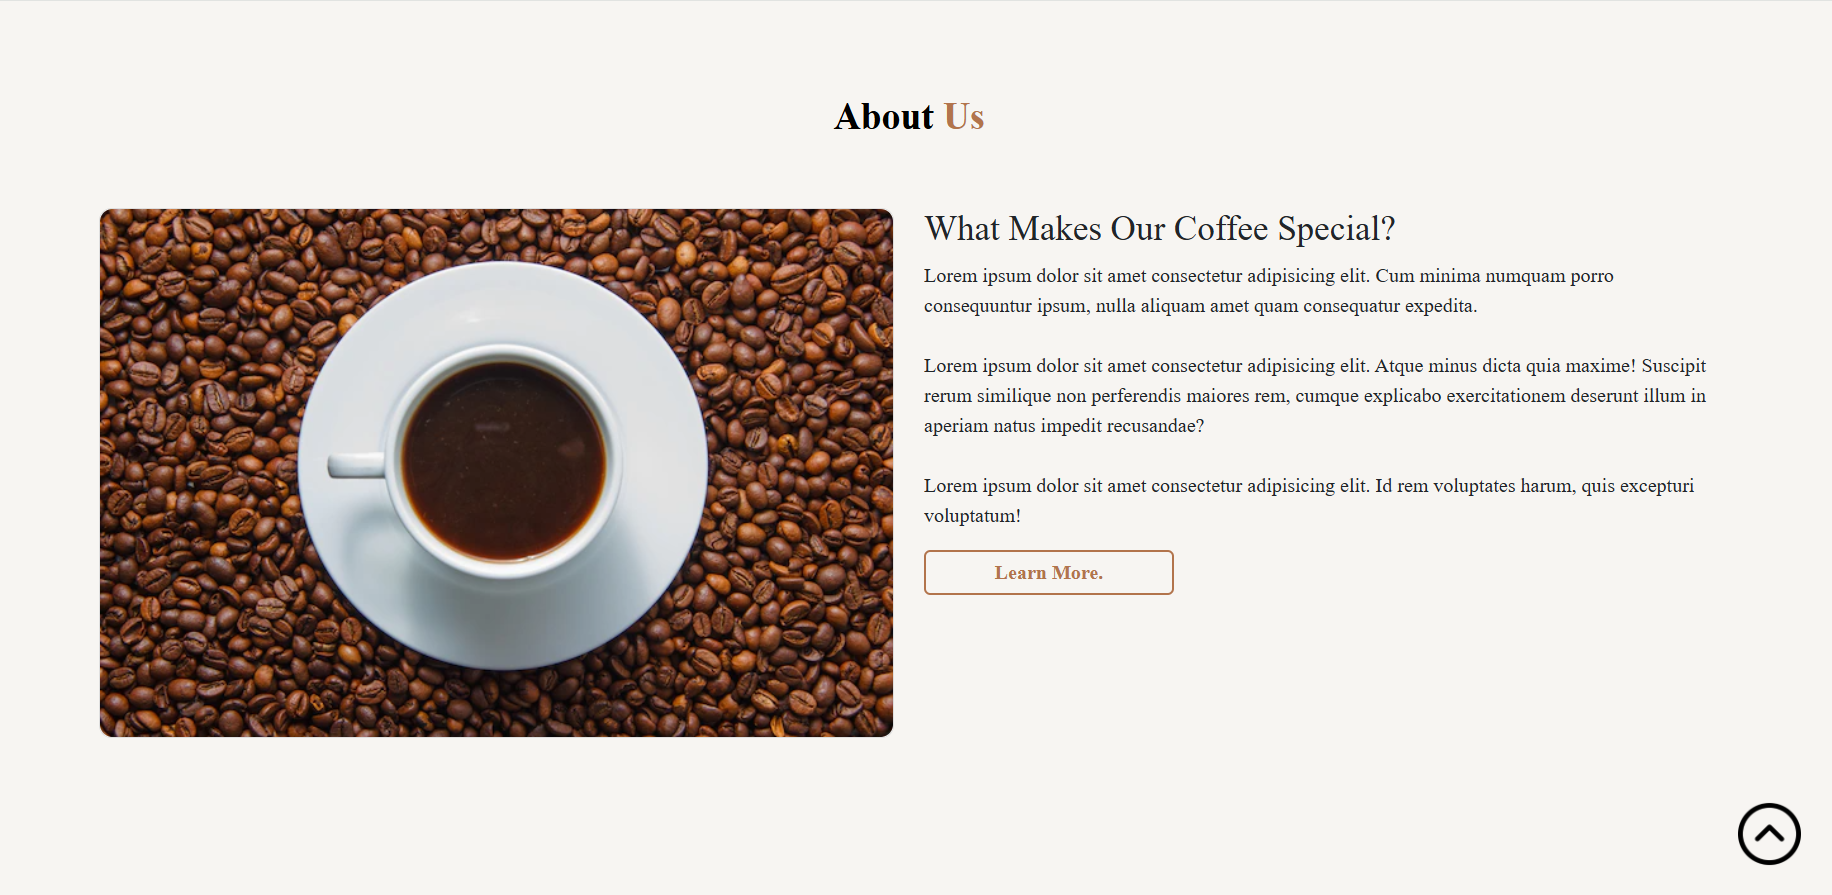 About Us
What Makes Our Coffee Special?
Lorem ipsum dolor sit amet consectetur adipisicing elit. Cum minima numquam porro
consequuntur ipsum, nulla aliquam amet quam consequatur expedita.
Lorem ipsum dolor sit amet consectetur adipisicing elit. Atque minus dicta quia maxime! Suscipit
rerum similique non perferendis maiores rem, cumque explicabo exercitationem deserunt illum in
aperiam natus impedit recusandae?
Lorem ipsum dolor sit amet consectetur adipisicing elit. Id rem voluptates harum, quis excepturi
voluptatum!
Learn More.